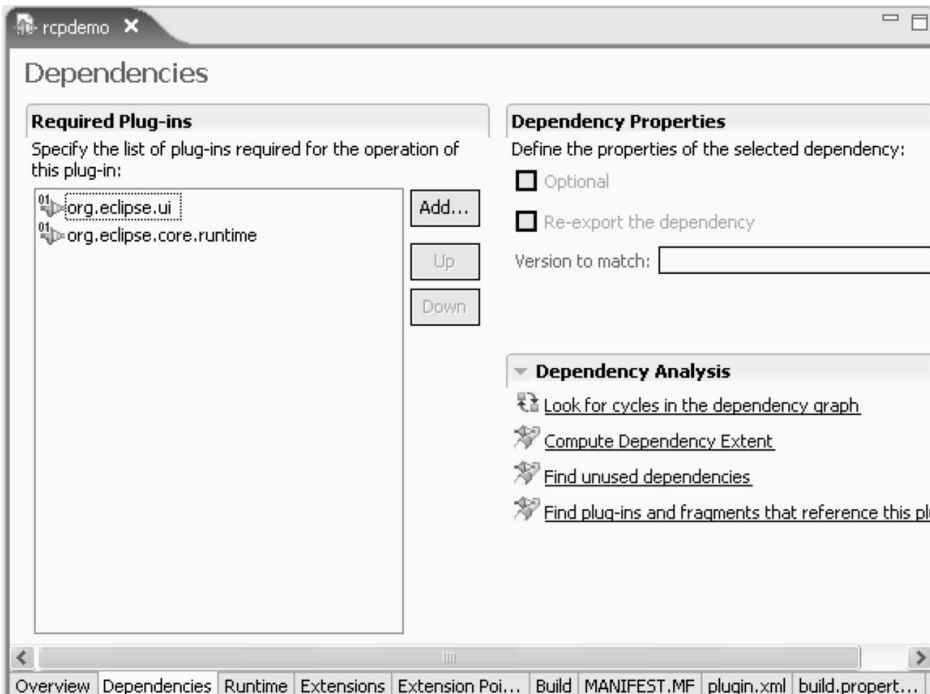 rcpdemo
Dependencies
Required Plug-ins
Specify the list of plug-ins required for the operation of
this plug-in:
org.eclipse.ui
org.eclipse.core.runtime
Add...
Up
Down
Dependency Properties
Define the properties of the selected dependency:
Optional
Re-export the dependency
Version to match:
Dependency Analysis
Look for cycles in the dependency graph
Compute Dependency Extent
Find unused dependencies
Find plug-ins and fragments that reference this pl
Overview Dependencies Runtime Extensions Extension Poi... Build MANIFEST.MF plugin.xml build.propert...